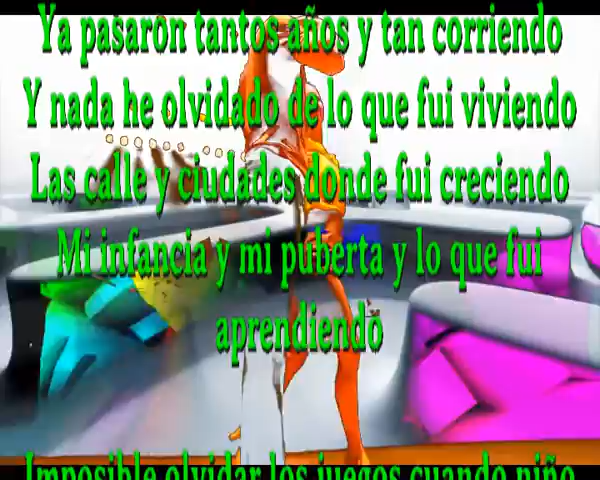 Ya pasaron tantos años y tan corriendo
Y nada he olvidado de lo que fui viviendo
Las calle y ciudades donde fui creciendo
Mi infancia y mi puberta y lo que fui
aprendiendo
Imposible olvidar los juegos cuando niño